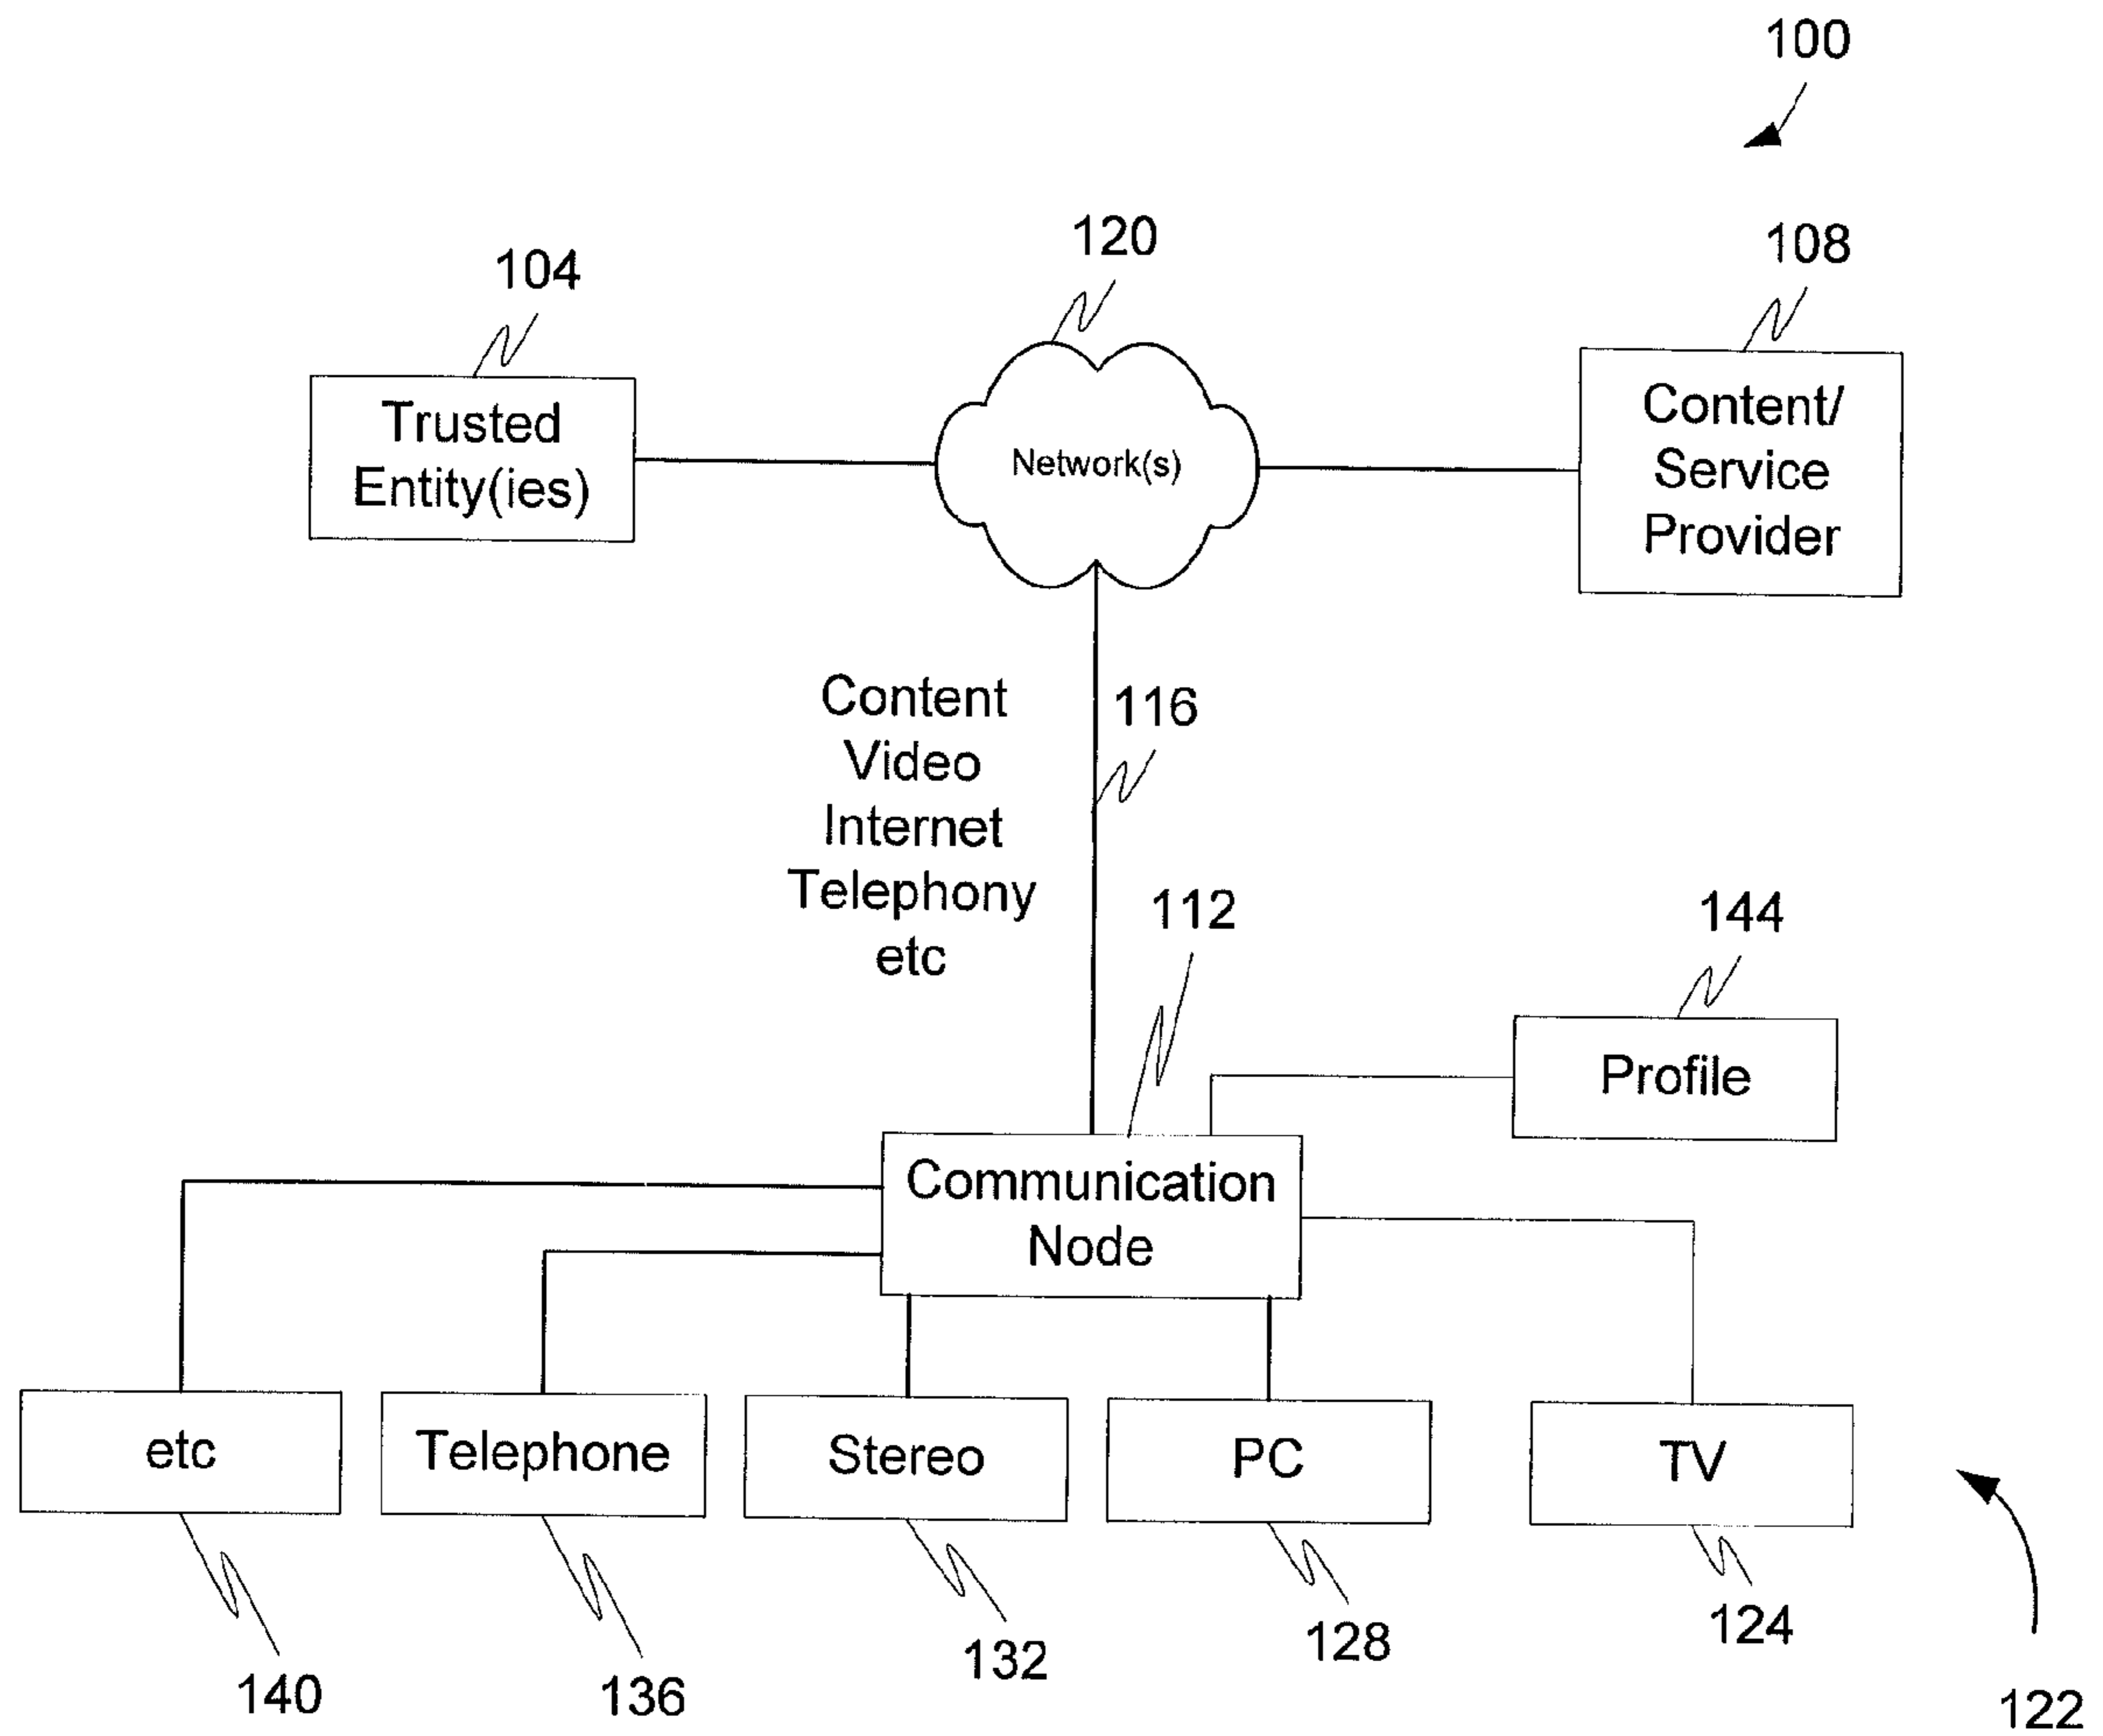 100
120
108
104
Trusted
Entity(ies)
Network(s)
Content/
Service
Provider
Content
Video
Internet
Telephony
etc
116
112
144
Profile
Communication
Node
etc
Telephone
Stereo
PC
TV
140
136
132
128
124
122